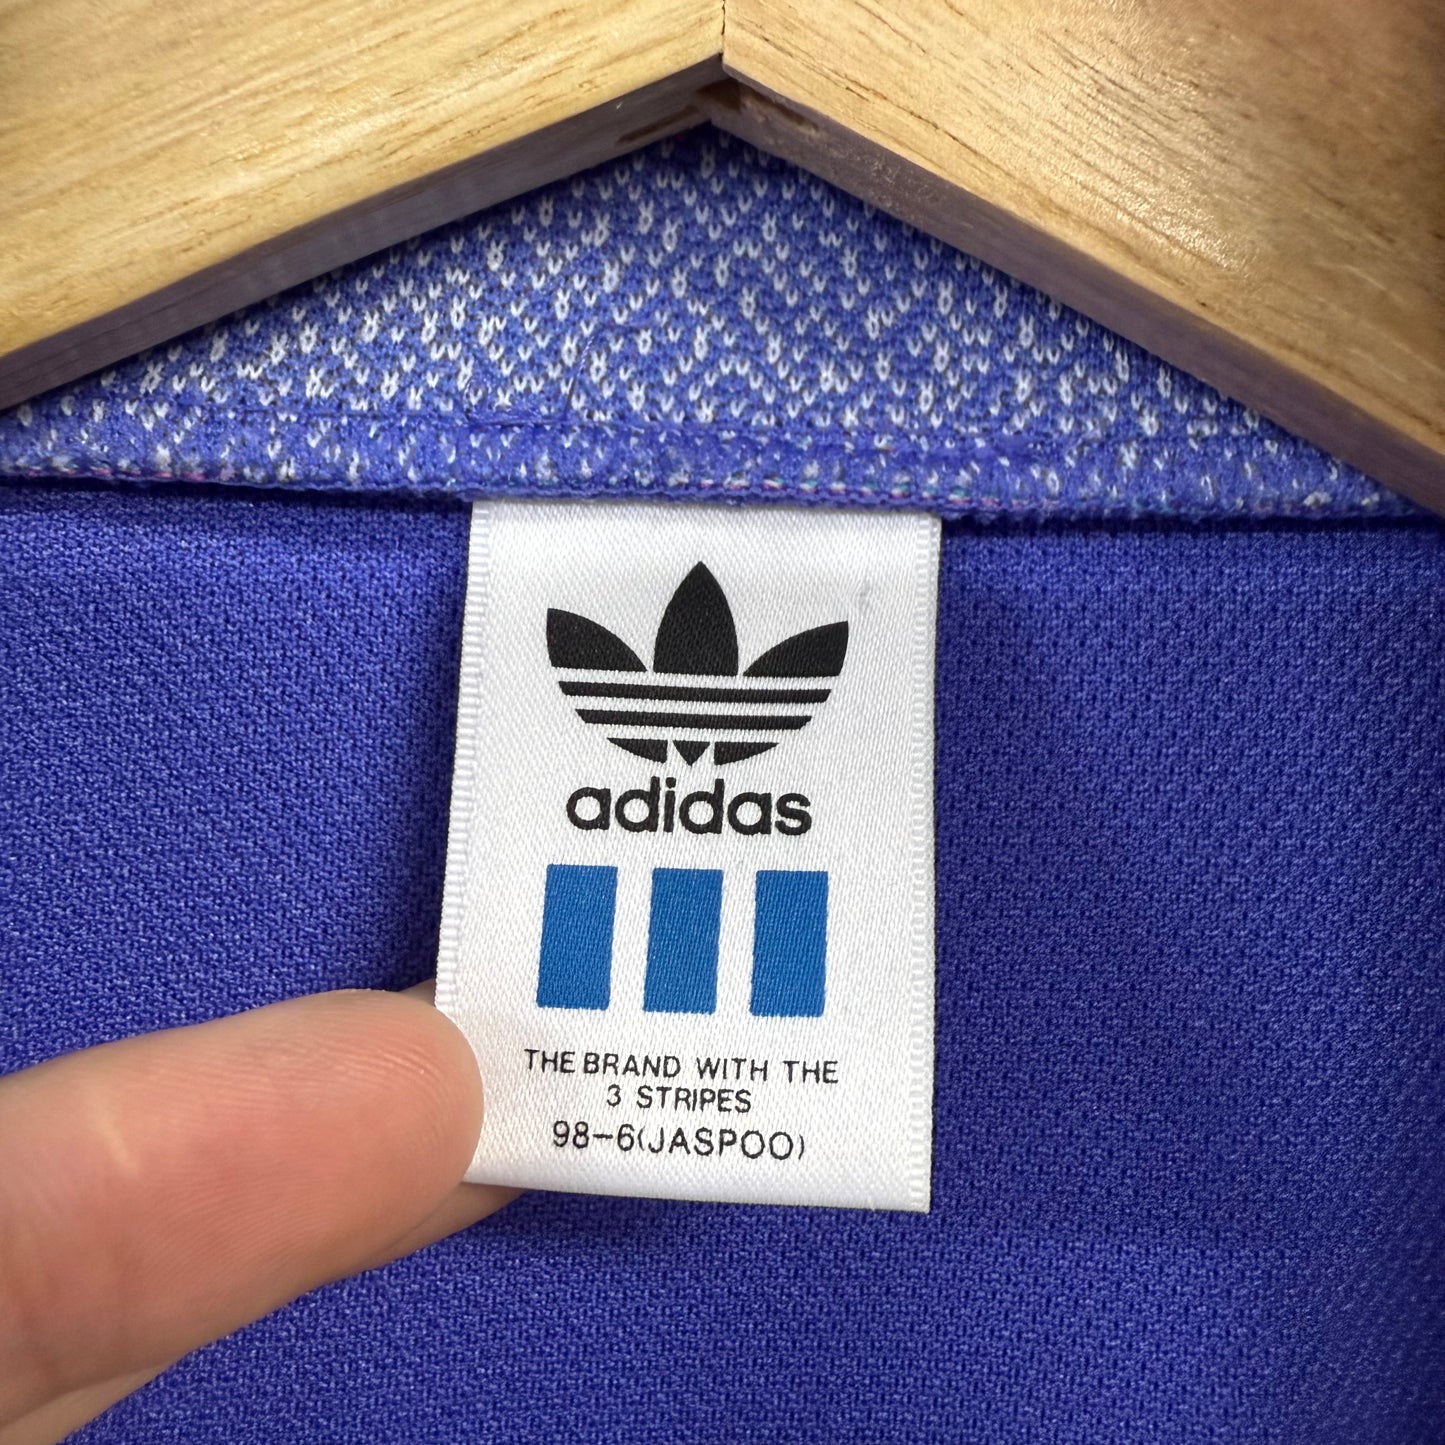 adidas
THE BRAND WITH THE
3 STRIPES
98-6(JASPOO)